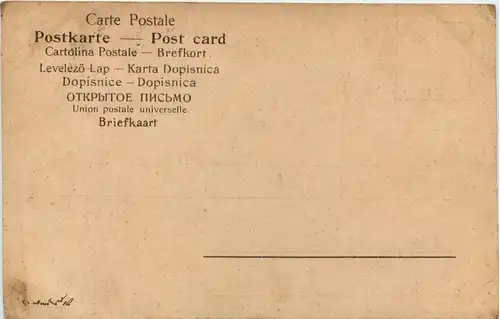 Carte Postale
Postkarte — Post card
Cartolina Postale — Brefkort.
Levelező-Lap — Karta Dopisnica
Dopisnice — Dopisnica
ОТКРЫТОЕ ПИСЬМО
Union postale universelle.
Briefkaart